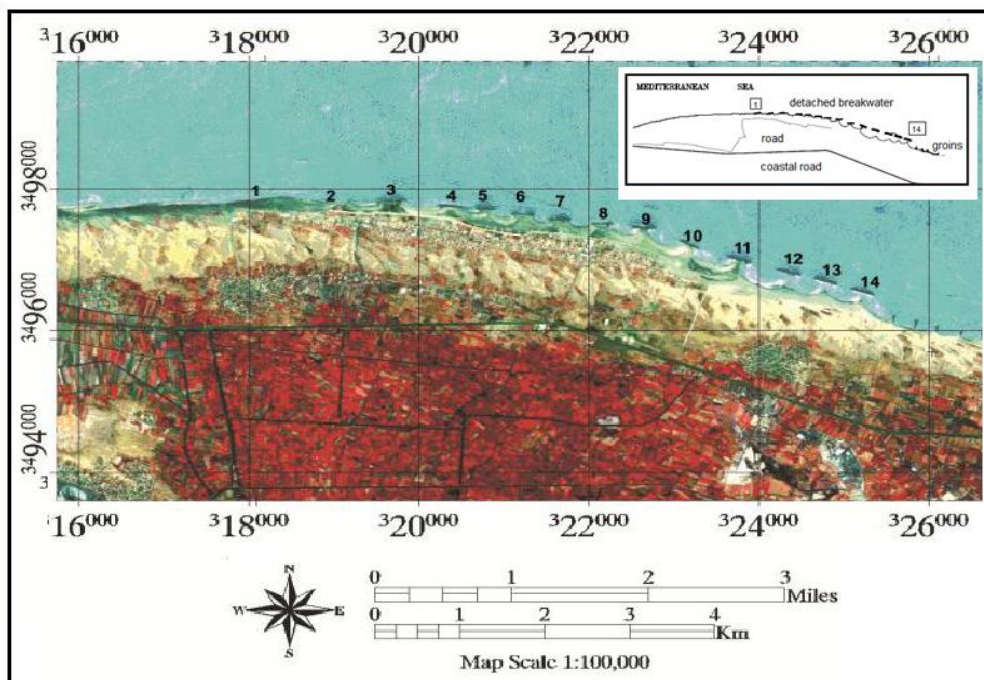 316000 318000 320000 322000 324000 326000
MEDITERRANEAN SEA
1 detached breakwater
14
road
groins
coastal road
3498000
3496000
3494000
1 2 3 4 5 6 7 8 9 10 11 12 13 14
316000 318000 320000 322000 324000 326000
N
W E
S
0 1 2 3
Miles
0 1 2 3 4
Km
Map Scale 1:100,000